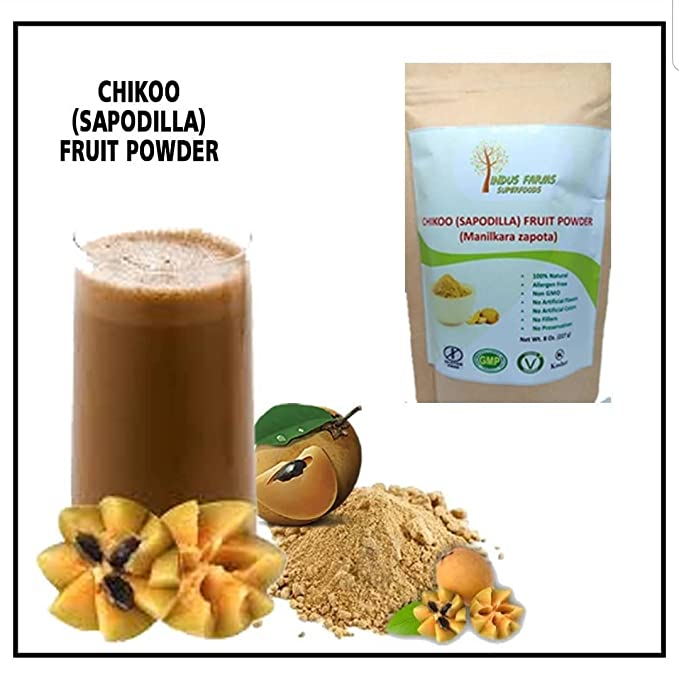 CHIKOO
(SAPODILLA)
FRUIT POWDER
INDUS FARMS
SUPERFOODS
CHIKOO (SAPODILLA) FRUIT POWDER
(Manilkara zapota)
100% Natural
Allergen Free
Non GMO
No Artificial Flavors
No Artificial Colors
No Fillers
No Preservatives
Net Wt. 8 Oz. (227 g)
GMP
V
Kosher